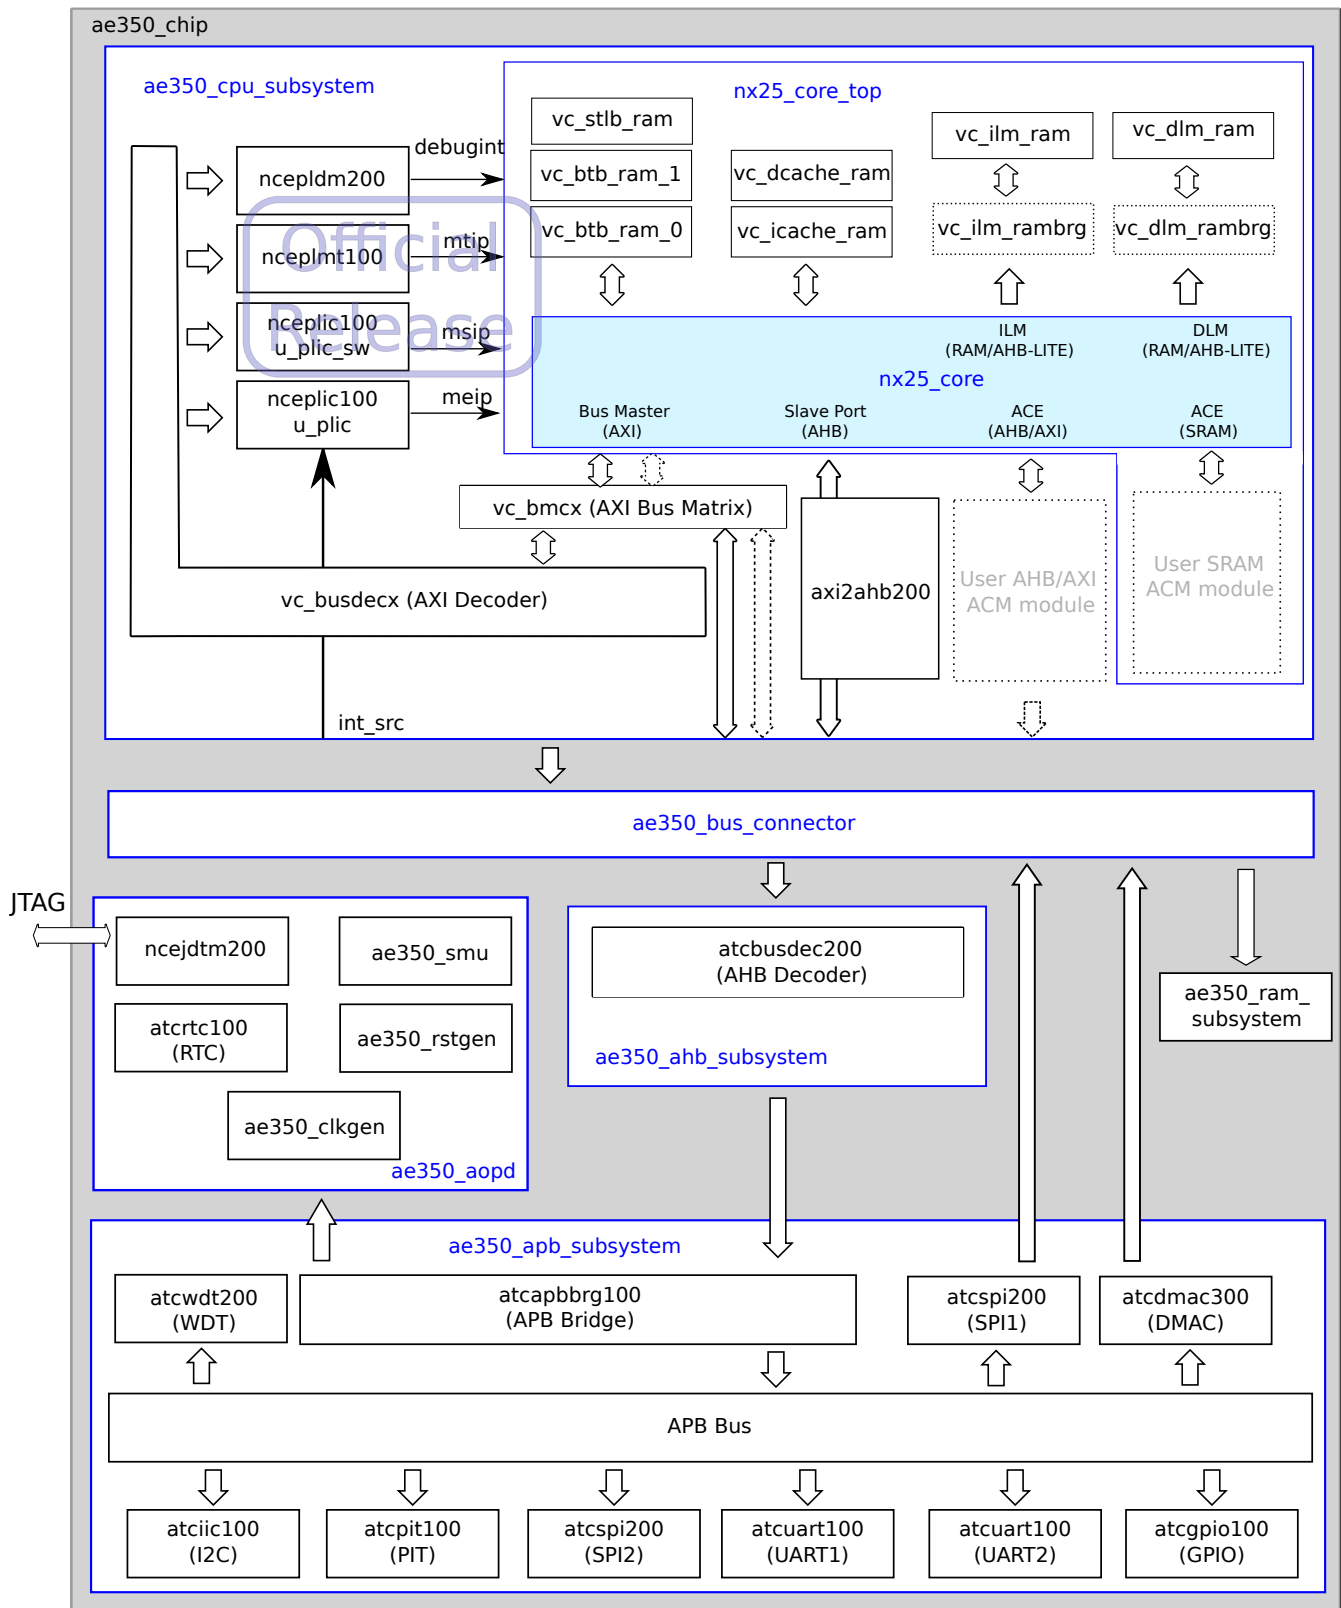 ae350_chip
ae350_cpu_subsystem
nx25_core_top
vc_stlb_ram
vc_btb_ram_1
vc_btb_ram_0
vc_dcache_ram
vc_icache_ram
vc_ilm_ram
vc_dlm_ram
vc_ilm_rambrg
vc_dlm_rambrg
debugint
ncepldm200
mtip
nceplmt100
msip
nceplic100
u_plic_sw
meip
nceplic100
u_plic
Official
Release
ILM
(RAM/AHB-LITE)
DLM
(RAM/AHB-LITE)
nx25_core
Bus Master
(AXI)
Slave Port
(AHB)
ACE
(AHB/AXI)
ACE
(SRAM)
vc_bmcx (AXI Bus Matrix)
vc_busdecx (AXI Decoder)
axi2ahb200
User AHB/AXI
ACM module
User SRAM
ACM module
int_src
ae350_bus_connector
JTAG
ncejdtm200
ae350_smu
atcrtc100
(RTC)
ae350_rstgen
ae350_clkgen
ae350_aopd
atcbusdec200
(AHB Decoder)
ae350_ahb_subsystem
ae350_ram_
subsystem
ae350_apb_subsystem
atcwdt200
(WDT)
atcapbbrg100
(APB Bridge)
atcspi200
(SPI1)
atcdmac300
(DMAC)
APB Bus
atciic100
(I2C)
atcpit100
(PIT)
atcspi200
(SPI2)
atcuart100
(UART1)
atcuart100
(UART2)
atcgpio100
(GPIO)